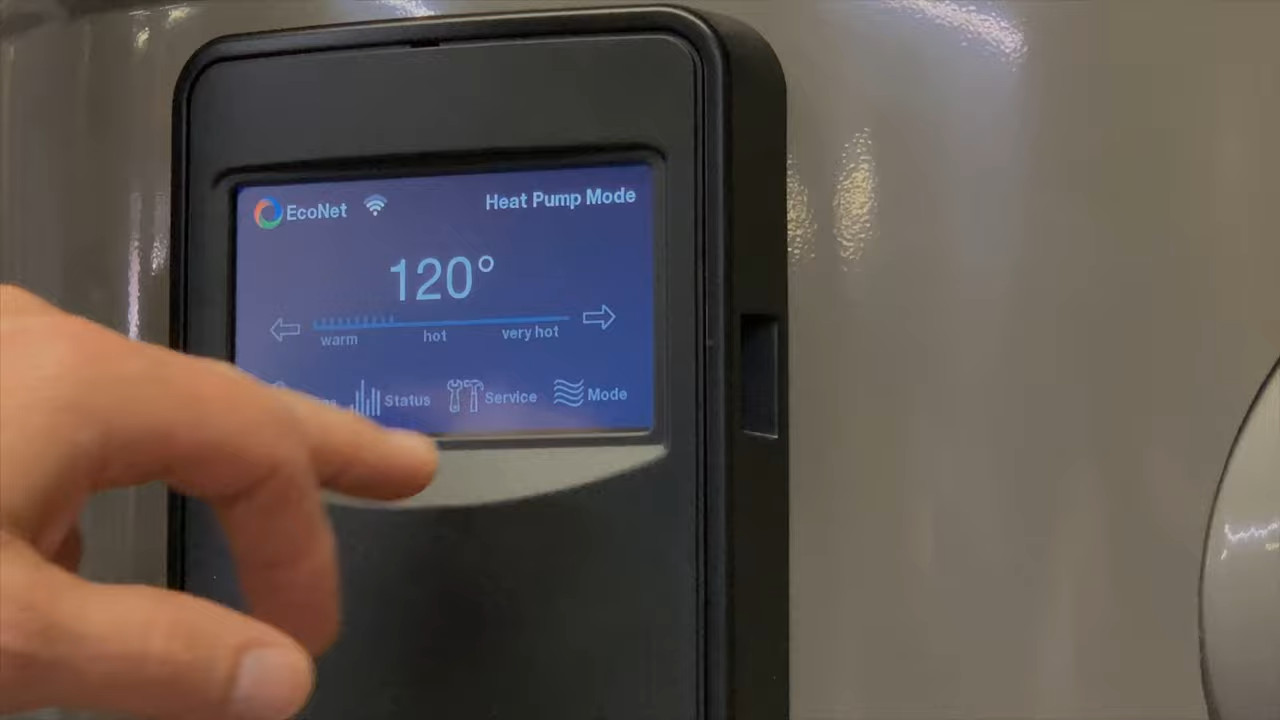 EcoNet
Heat Pump Mode
120°
warm hot very hot
Status Service Mode